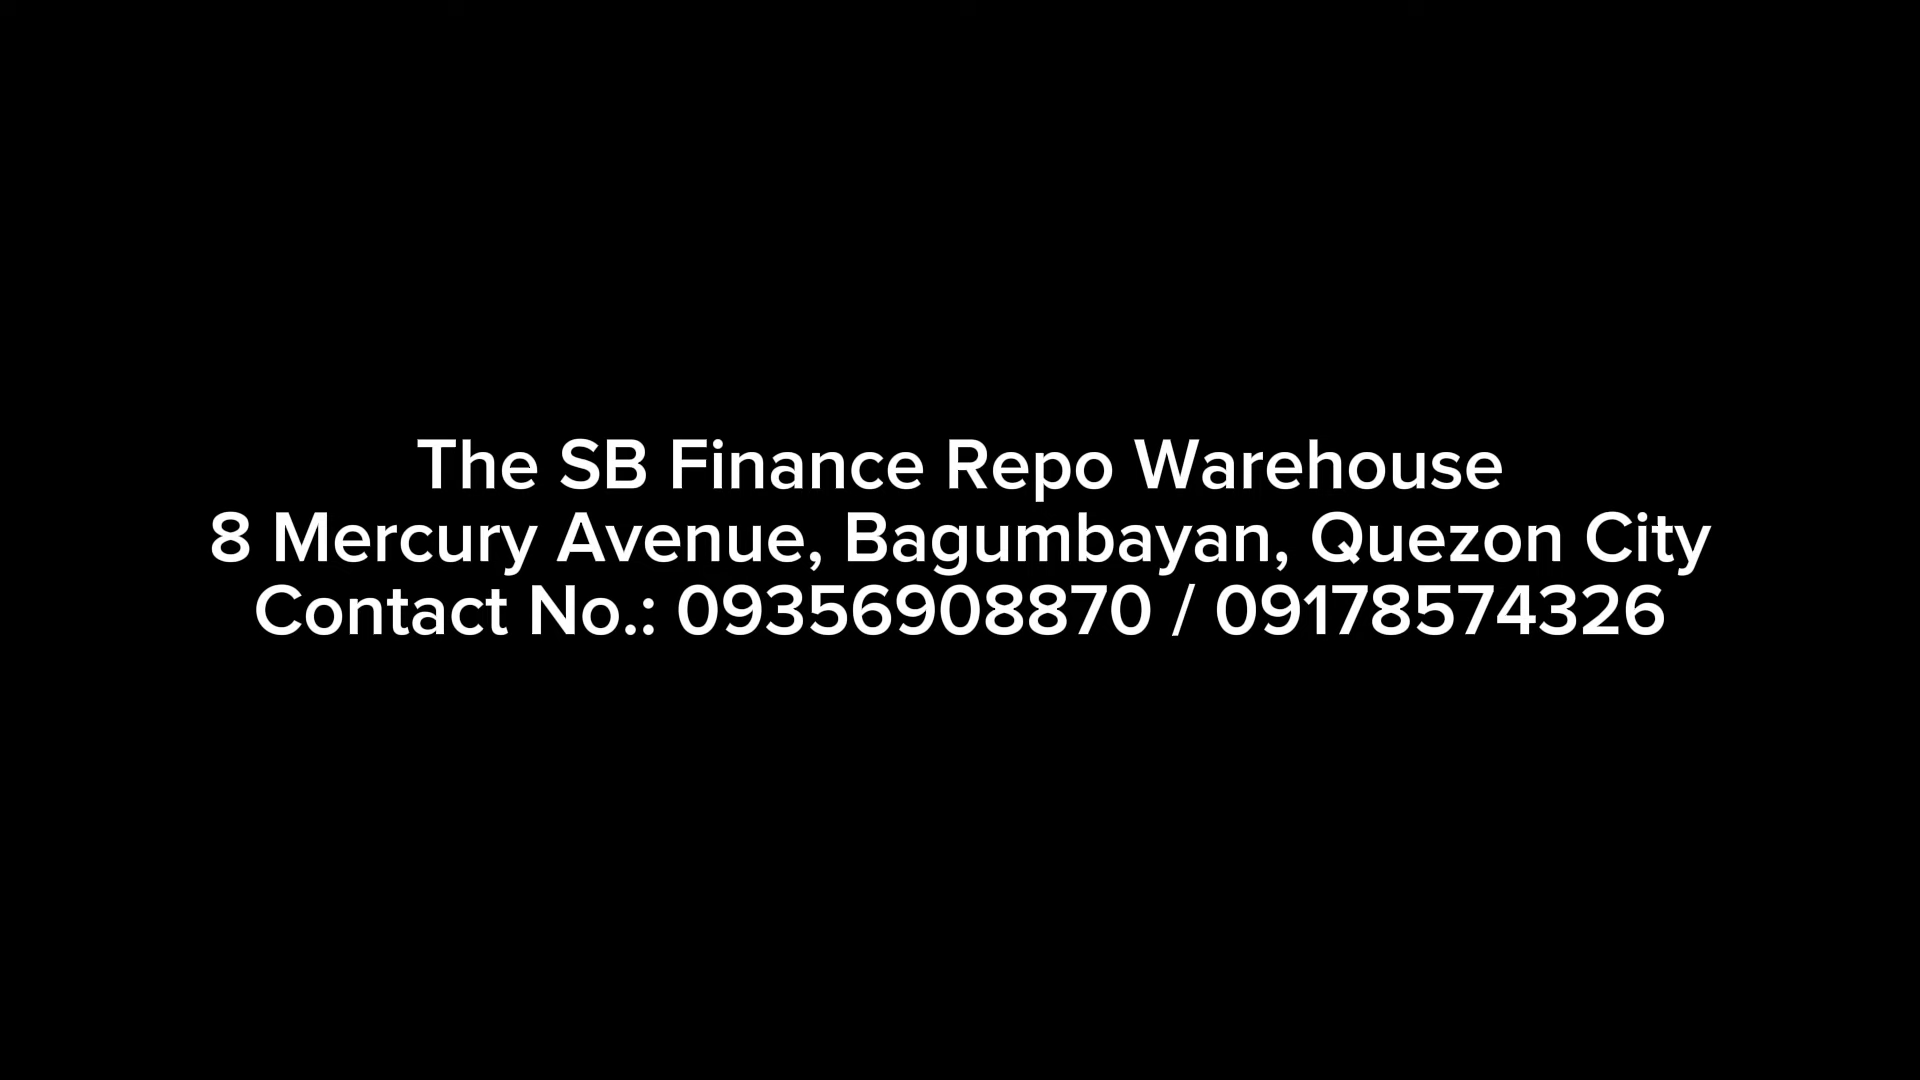 The SB Finance Repo Warehouse
8 Mercury Avenue, Bagumbayan, Quezon City
Contact No.: 09356908870 / 09178574326